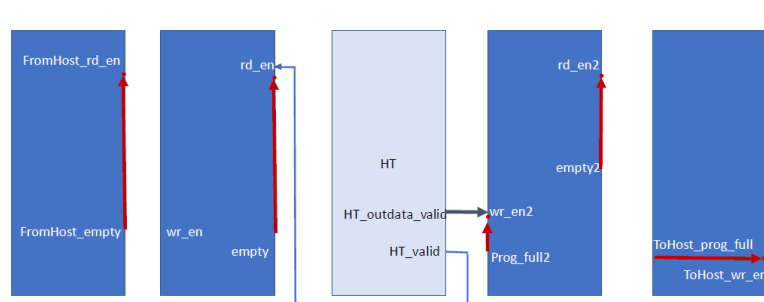 FromHost_rd_en
FromHost_empty
rd_en
wr_en
empty
HT
HT_outdata_valid
HT_valid
rd_en2
empty2
wr_en2
Prog_full2
ToHost_prog_full
ToHost_wr_en